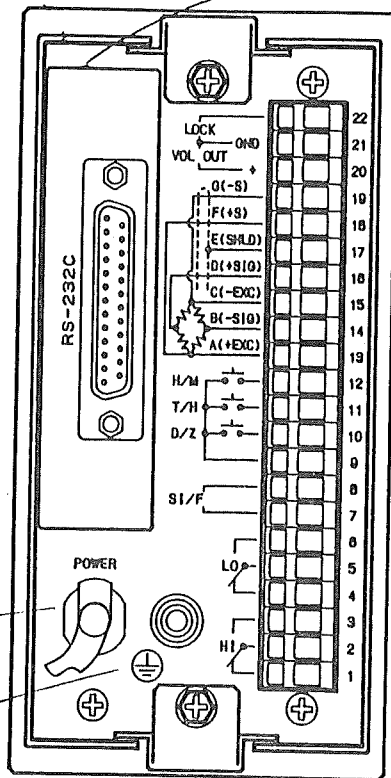 22
LOCK
21
GND
VOL OUT
20
G(-S)
19
F(+S)
18
E(SHLD)
17
D(+SIG)
16
C(-EXC)
15
B(-SIG)
14
A(+EXC)
13
H/M
12
T/H
11
D/Z
10
9
8
SI/F
7
6
LO
5
4
3
HI
2
1
RS-232C
POWER